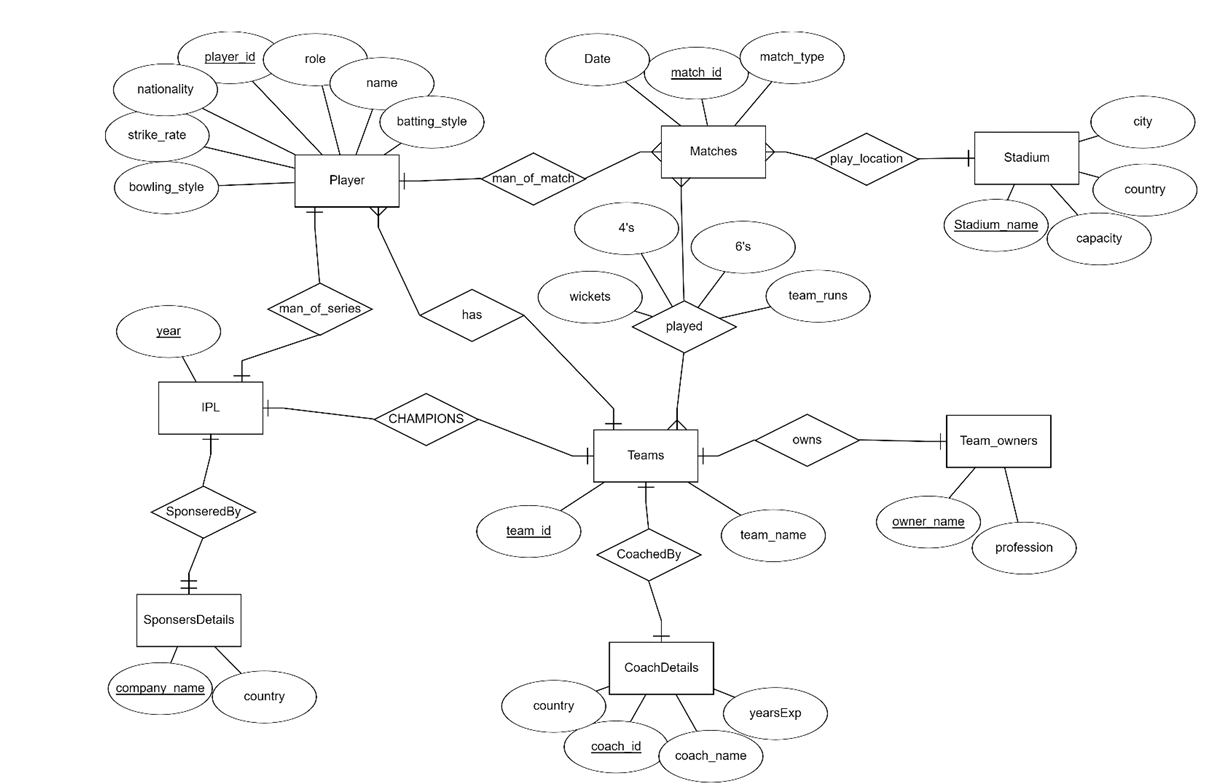 player_id
role
name
nationality
batting_style
strike_rate
bowling_style
Player
man_of_match
Date
match_id
match_type
Matches
play_location
Stadium
city
country
Stadium_name
capacity
4's
6's
wickets
team_runs
played
man_of_series
has
year
IPL
CHAMPIONS
Teams
owns
Team_owners
owner_name
profession
team_id
team_name
SponseredBy
CoachedBy
SponsersDetails
company_name
country
CoachDetails
country
coach_id
coach_name
yearsExp